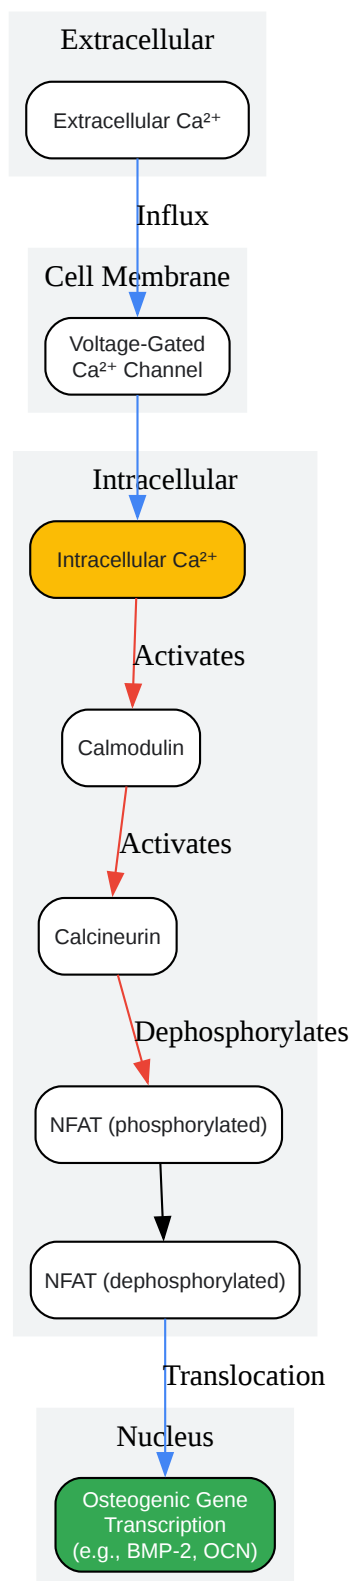 Extracellular
Extracellular Ca²⁺
Influx
Cell Membrane
Voltage-Gated
Ca²⁺ Channel
Intracellular
Intracellular Ca²⁺
Activates
Calmodulin
Activates
Calcineurin
Dephosphorylates
NFAT (phosphorylated)
NFAT (dephosphorylated)
Translocation
Nucleus
Osteogenic Gene
Transcription
(e.g., BMP-2, OCN)